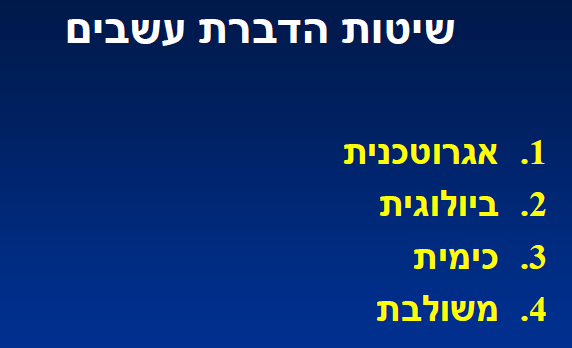 שיטות הדברת עשבים
1. אגרוטכנית
2. ביולוגית
3. כימית
4. משולבת